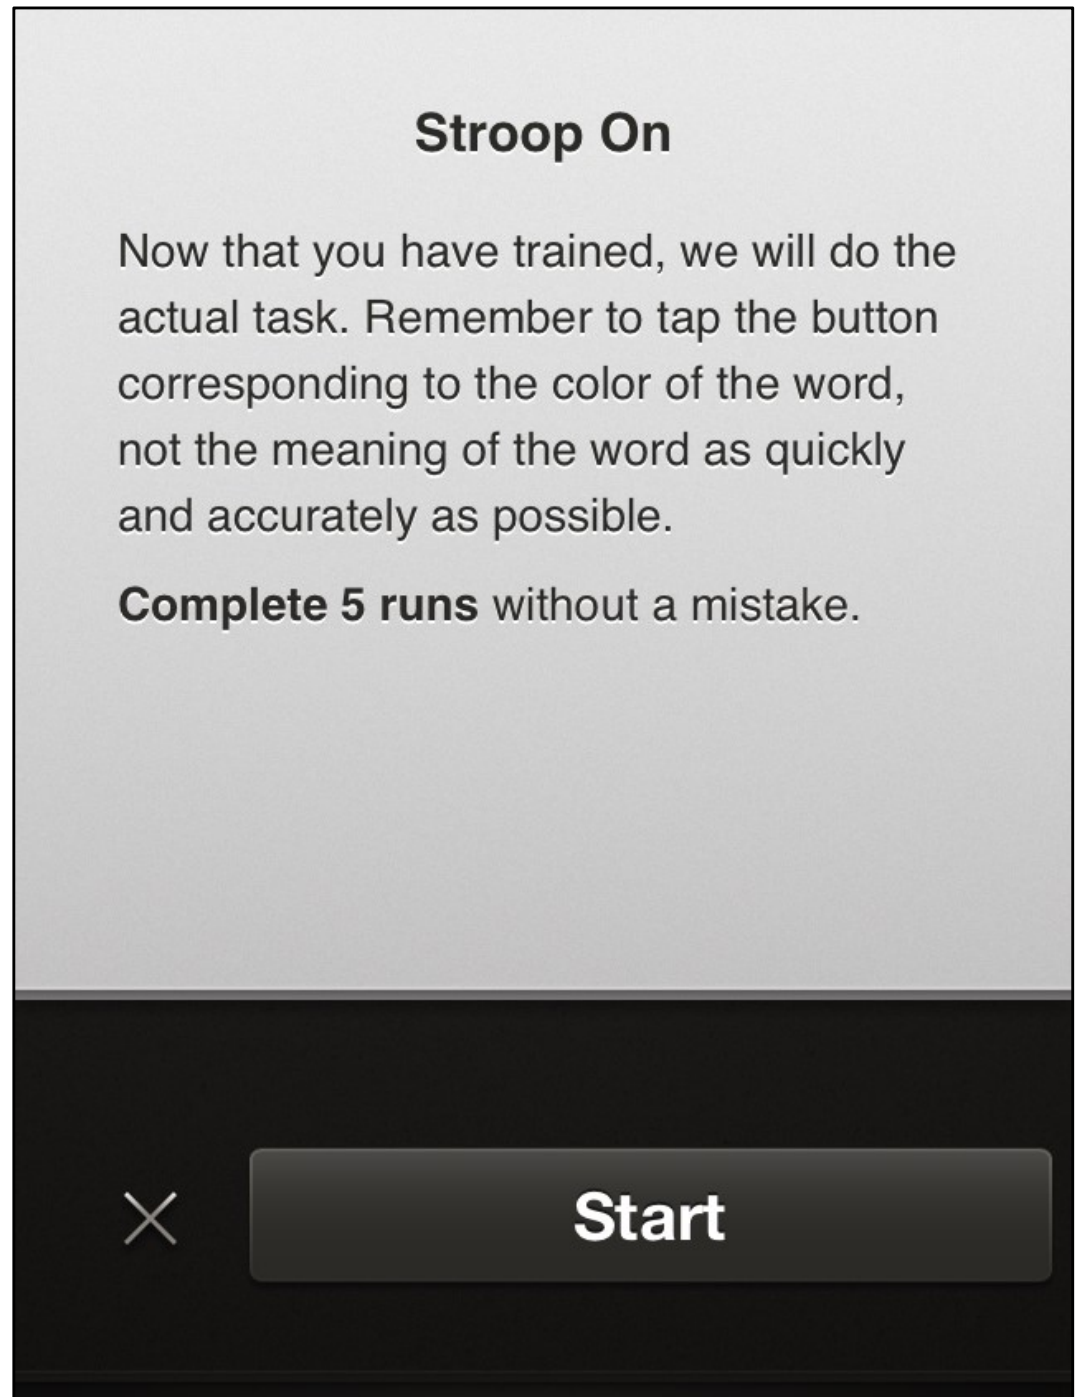 Stroop On
Now that you have trained, we will do the
actual task. Remember to tap the button
corresponding to the color of the word,
not the meaning of the word as quickly
and accurately as possible.
Complete 5 runs without a mistake.
Start